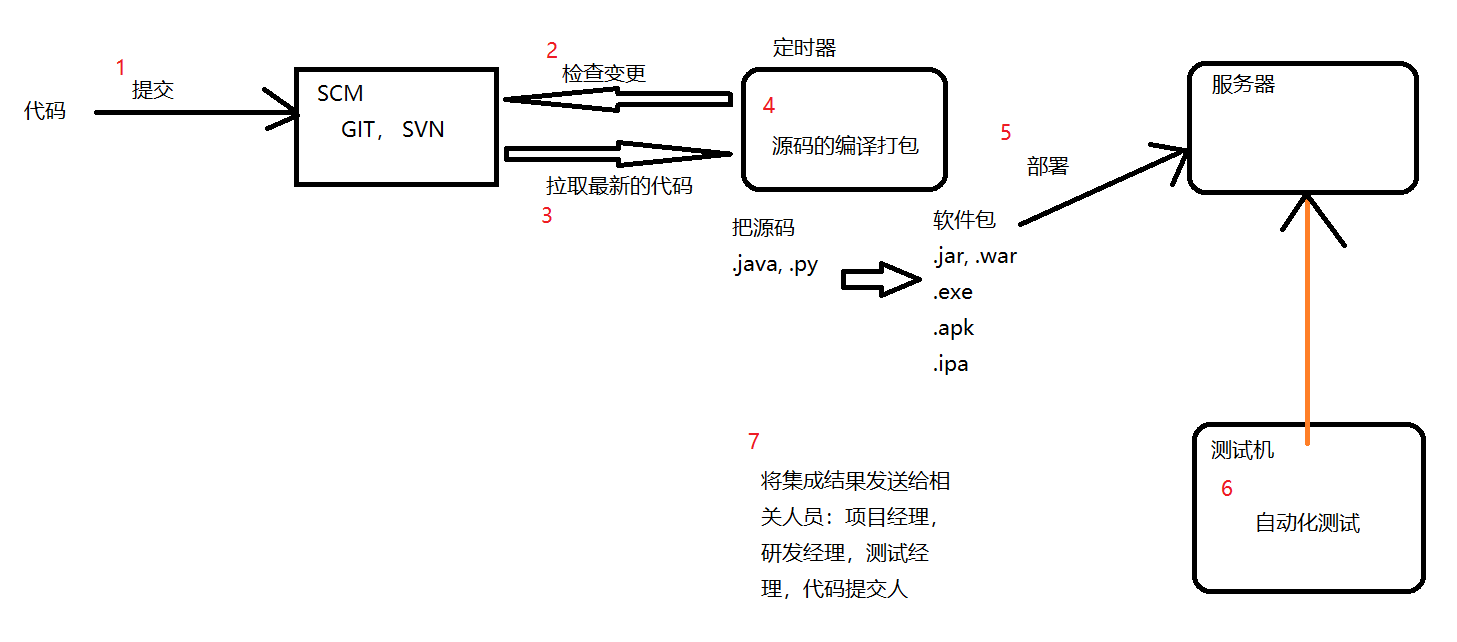 代码
1
提交
SCM
GIT， SVN
2
检查变更
拉取最新的代码
3
定时器
4
源码的编译打包
把源码
.java, .py
软件包
.jar, .war
.exe
.apk
.ipa
5
部署
服务器
测试机
6
自动化测试
7
将集成结果发送给相
关人员：项目经理，
研发经理，测试经
理，代码提交人